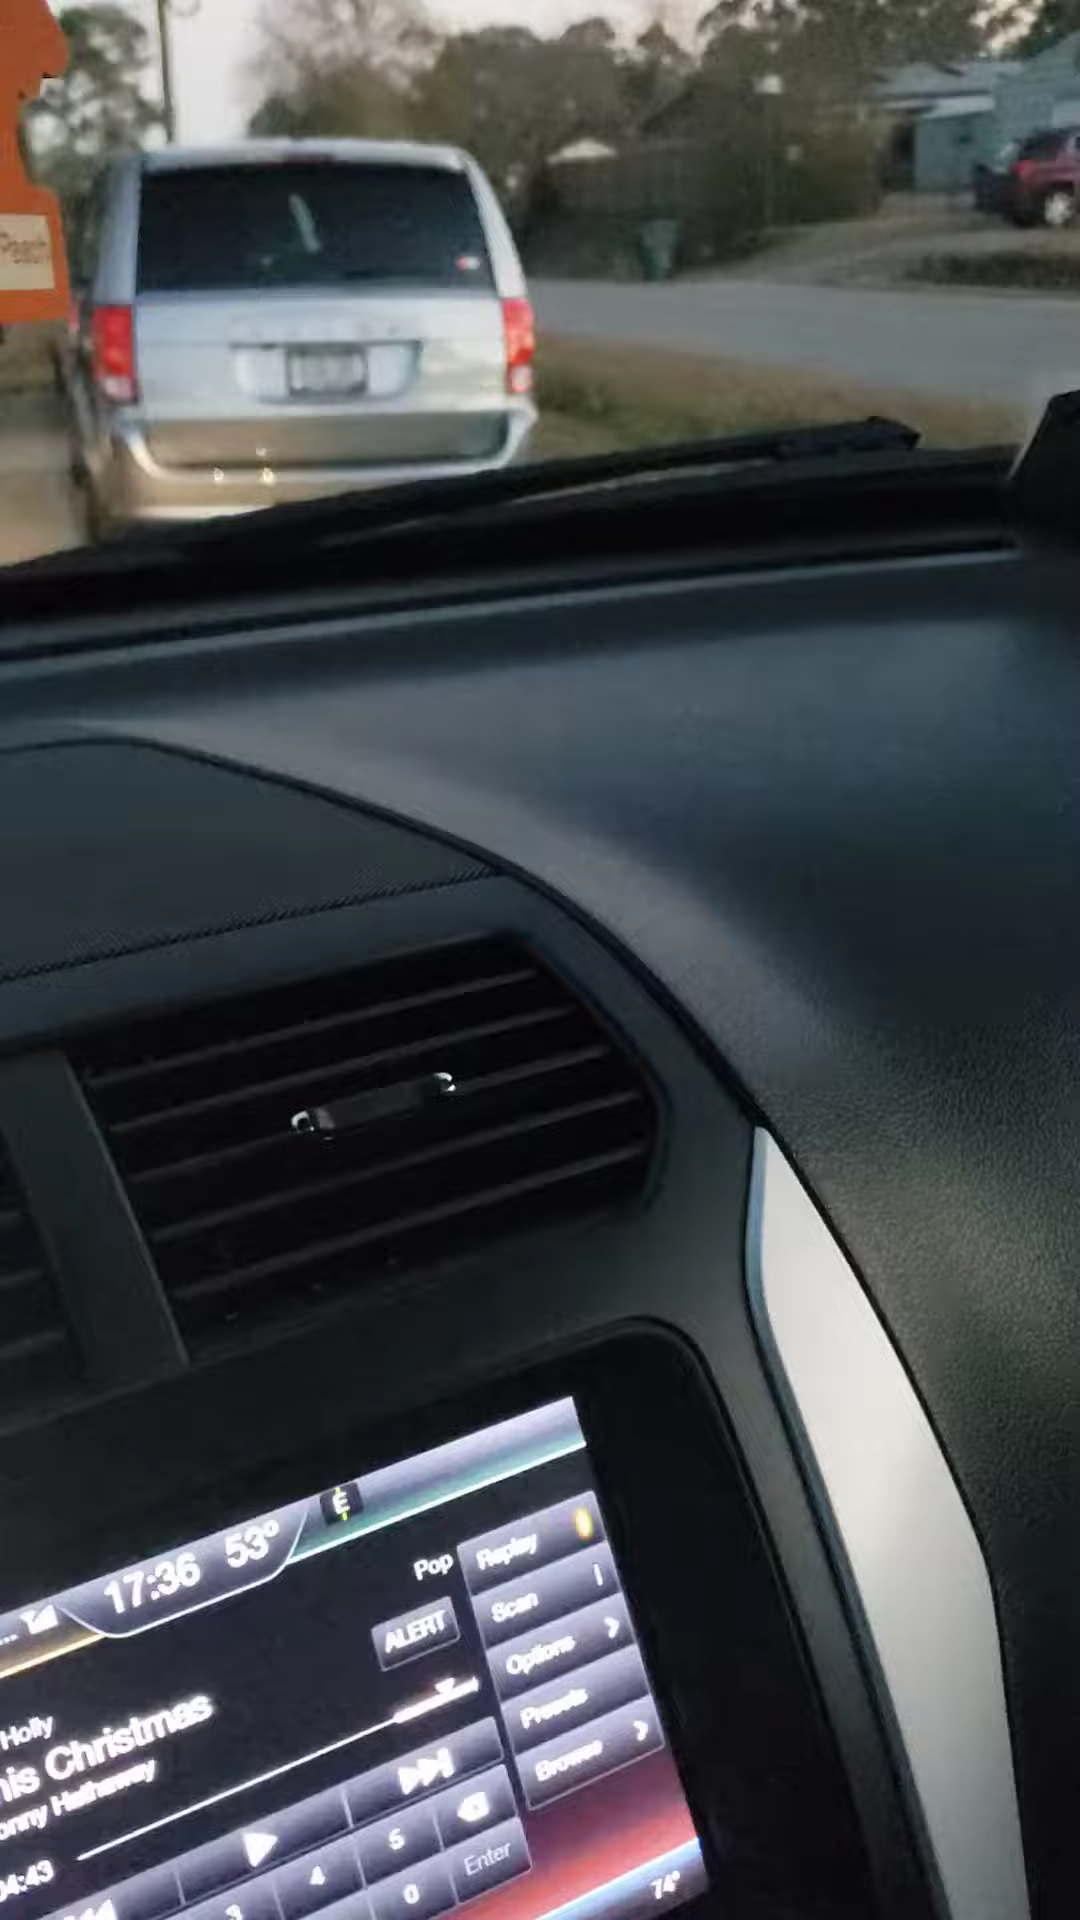 Peach
17:36 53° E
Pop Replay
ALERT Scan
Options
Presets
Browse
Holly
his Christmas
onny Hathaway
04:43
4 5
3 0 Enter
74°